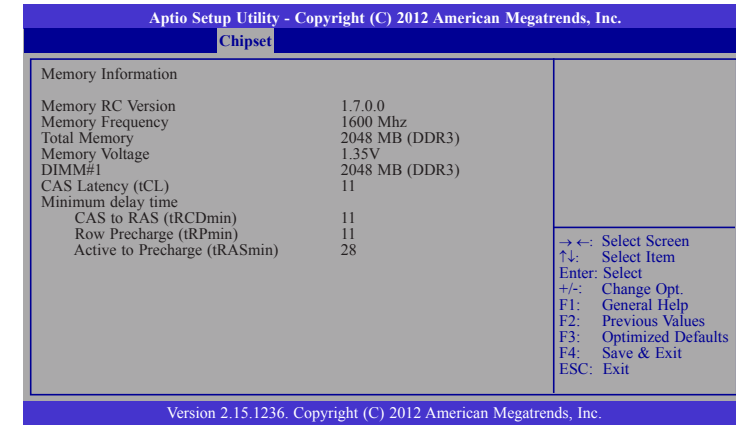 Aptio Setup Utility - Copyright (C) 2012 American Megatrends, Inc.
Chipset
Memory Information
Memory RC Version 1.7.0.0
Memory Frequency 1600 Mhz
Total Memory 2048 MB (DDR3)
Memory Voltage 1.35V
DIMM#1 2048 MB (DDR3)
CAS Latency (tCL) 11
Minimum delay time
CAS to RAS (tRCDmin) 11
Row Precharge (tRPmin) 11
Active to Precharge (tRASmin) 28
→ ←: Select Screen
↑↓: Select Item
Enter: Select
+/-: Change Opt.
F1: General Help
F2: Previous Values
F3: Optimized Defaults
F4: Save & Exit
ESC: Exit
Version 2.15.1236. Copyright (C) 2012 American Megatrends, Inc.